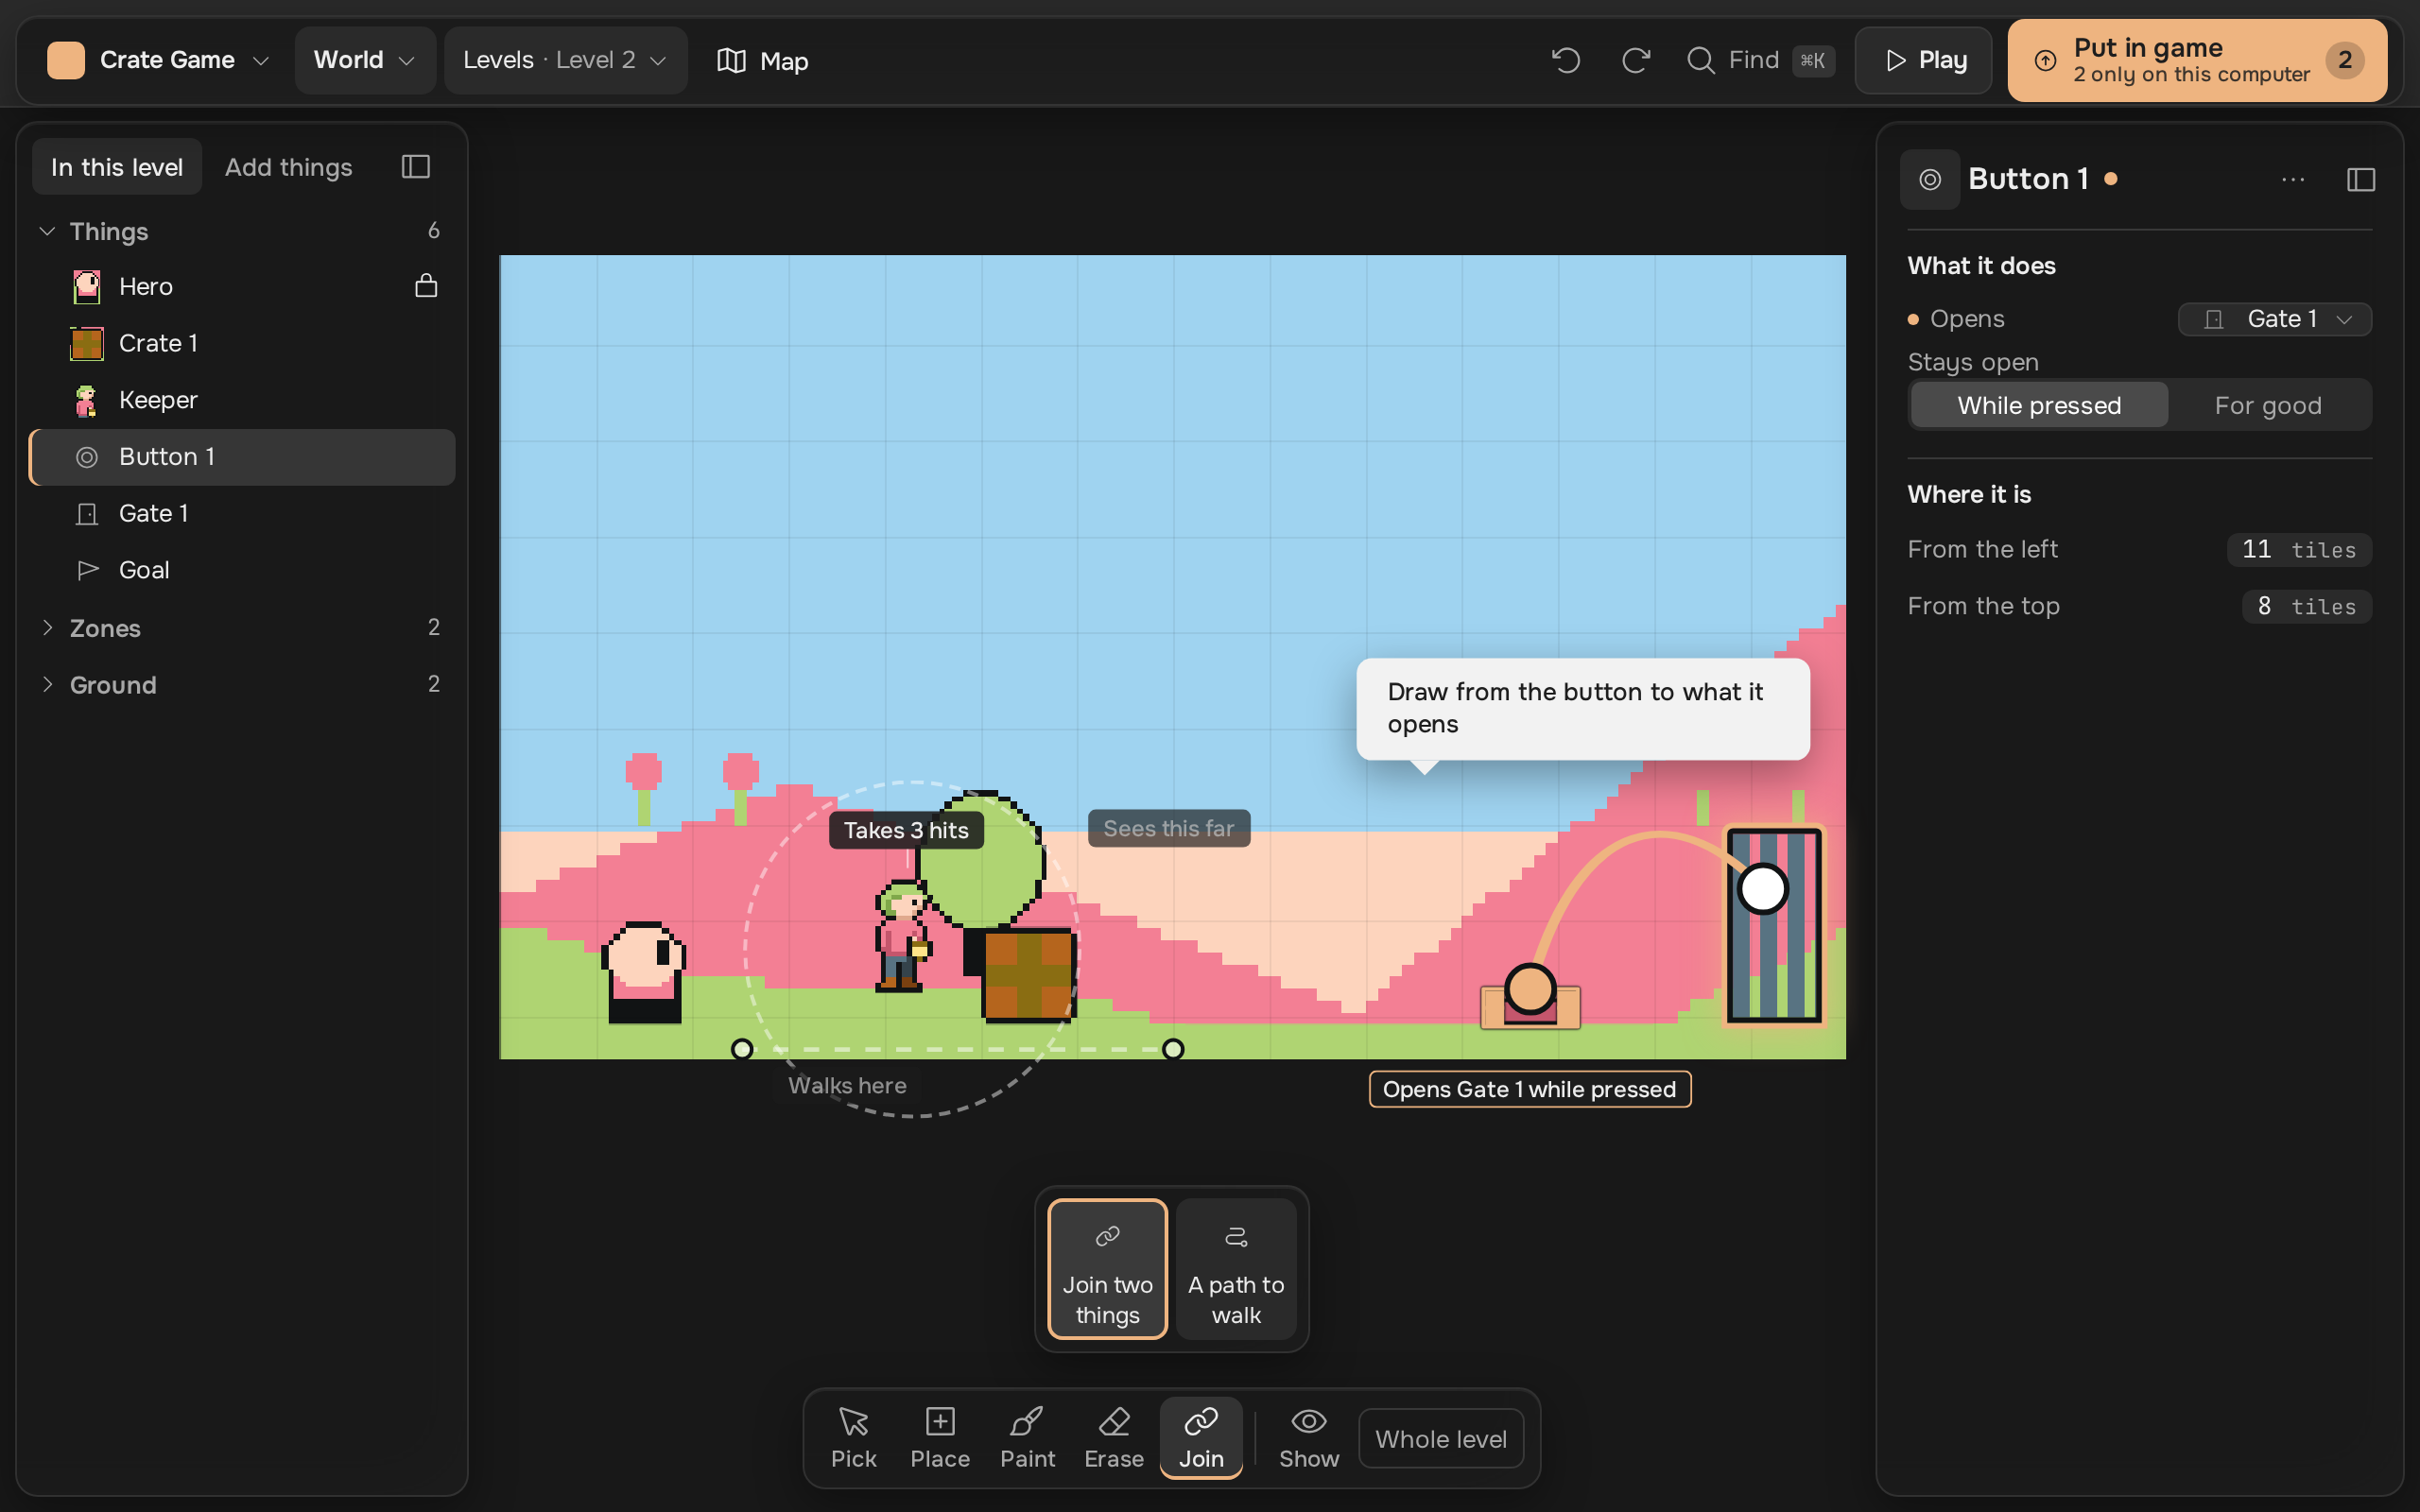 Crate Game
World
Levels · Level 2
Map
Find ⌘K
Play
Put in game
2 only on this computer
2
In this level
Add things
Things 6
Hero
Crate 1
Keeper
Button 1
Gate 1
Goal
Zones 2
Ground 2
Draw from the button to what it
opens
Takes 3 hits
Sees this far
Walks here
Opens Gate 1 while pressed
Join two
things
A path to
walk
Pick
Place
Paint
Erase
Join
Show
Whole level
Button 1
What it does
Opens
Gate 1
Stays open
While pressed
For good
Where it is
From the left
11 tiles
From the top
8 tiles